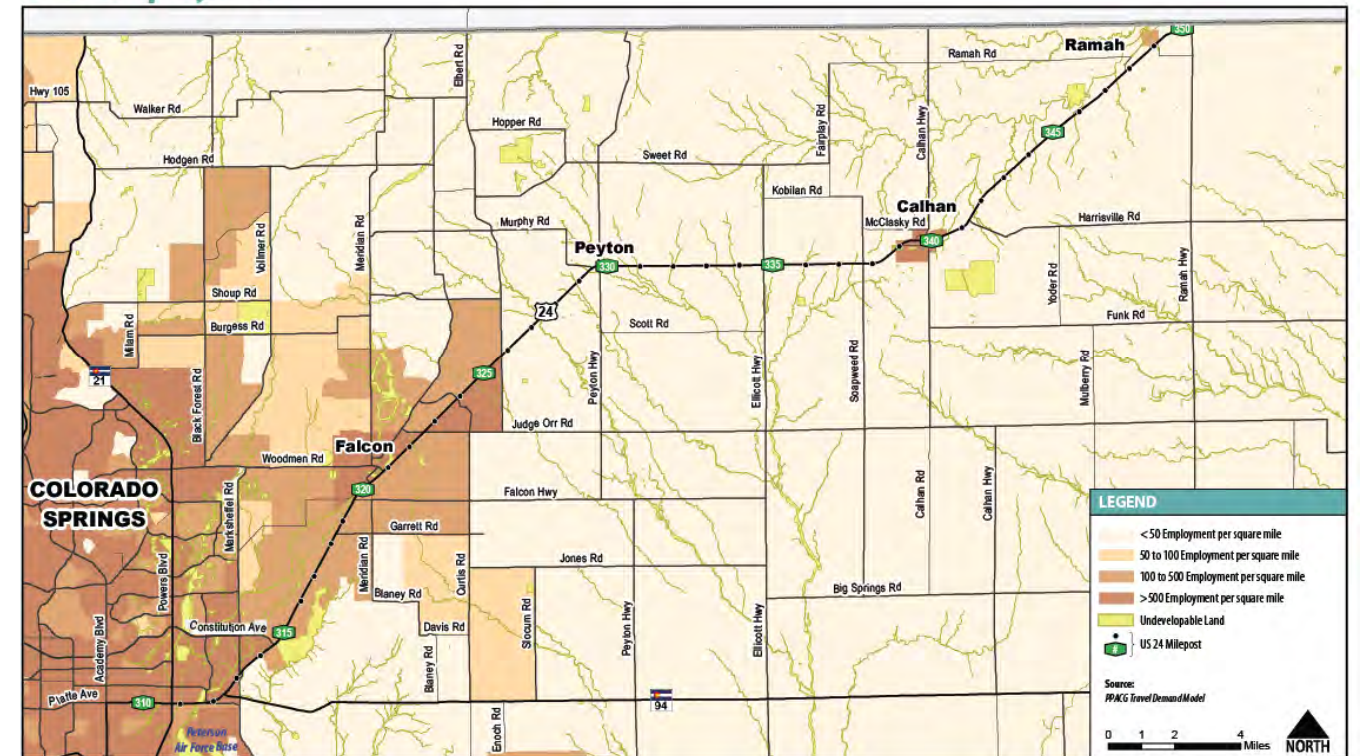 350
Ramah
Ramah Rd
Elbert Rd
Hwy 105
Walker Rd
Hopper Rd
Fairplay Rd
Calhan Hwy
345
Hodgen Rd
Sweet Rd
Kobilan Rd
Calhan
McClasky Rd
Harrisville Rd
Murphy Rd
340
Vollmer Rd
Meridian Rd
Peyton
330
335
Yoder Rd
Ramah Hwy
Shoup Rd
24
Milam Rd
Burgess Rd
Scott Rd
Funk Rd
21
325
Peyton Hwy
Ellicott Hwy
Soapweed Rd
Mulberry Rd
Black Forest Rd
Judge Orr Rd
Falcon
Woodmen Rd
COLORADO
SPRINGS
320
Falcon Hwy
Calhan Rd
Calhan Hwy
Marksheffel Rd
Garrett Rd
Powers Blvd
Meridian Rd
Curtis Rd
Jones Rd
Blaney Rd
Big Springs Rd
Slocum Rd
Peyton Hwy
Ellicott Hwy
Constitution Ave
315
Davis Rd
Academy Blvd
Blaney Rd
Platte Ave
310
94
Enoch Rd
Peterson
Air Force Base
LEGEND
< 50 Employment per square mile
50 to 100 Employment per square mile
100 to 500 Employment per square mile
> 500 Employment per square mile
Undevelopable Land
# US 24 Milepost
Source:
PPACG Travel Demand Model
0 1 2 4
Miles
NORTH